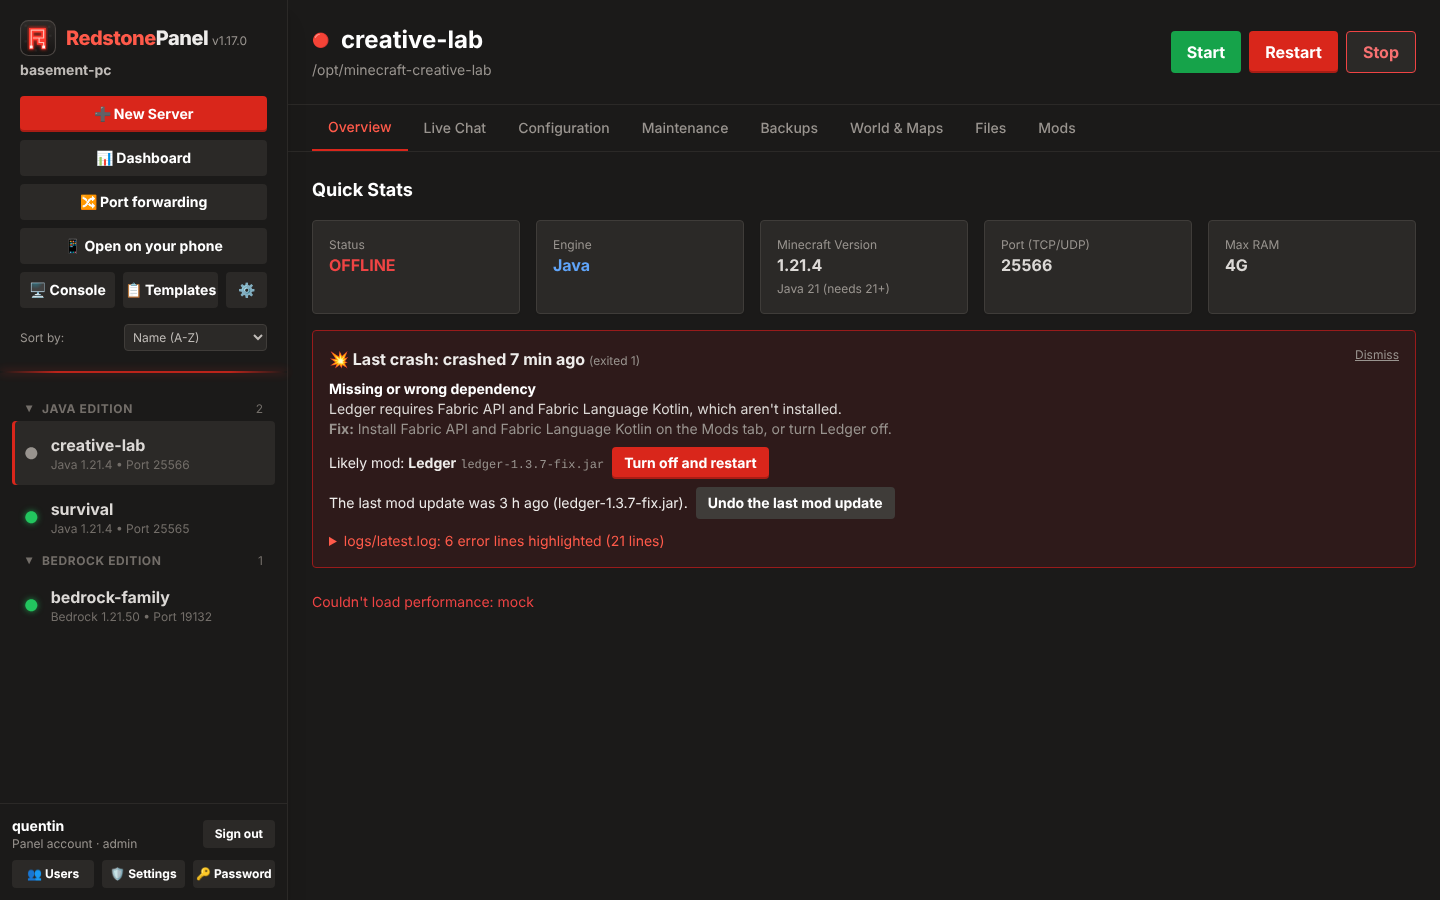 RedstonePanel v1.17.0
basement-pc
➕ New Server
📊 Dashboard
🔀 Port forwarding
📱 Open on your phone
🖥️ Console
📋 Templates
⚙️
Sort by:
Name (A-Z)
▼ JAVA EDITION 2
creative-lab
Java 1.21.4 • Port 25566
survival
Java 1.21.4 • Port 25565
▼ BEDROCK EDITION 1
bedrock-family
Bedrock 1.21.50 • Port 19132
quentin
Panel account · admin
Sign out
👥 Users
🛡️ Settings
🔑 Password
creative-lab
/opt/minecraft-creative-lab
Start
Restart
Stop
Overview
Live Chat
Configuration
Maintenance
Backups
World & Maps
Files
Mods
Quick Stats
Status
OFFLINE
Engine
Java
Minecraft Version
1.21.4
Java 21 (needs 21+)
Port (TCP/UDP)
25566
Max RAM
4G
💥 Last crash: crashed 7 min ago (exited 1)
Dismiss
Missing or wrong dependency
Ledger requires Fabric API and Fabric Language Kotlin, which aren't installed.
Fix: Install Fabric API and Fabric Language Kotlin on the Mods tab, or turn Ledger off.
Likely mod: Ledger ledger-1.3.7-fix.jar Turn off and restart
The last mod update was 3 h ago (ledger-1.3.7-fix.jar). Undo the last mod update
▶ logs/latest.log: 6 error lines highlighted (21 lines)
Couldn't load performance: mock